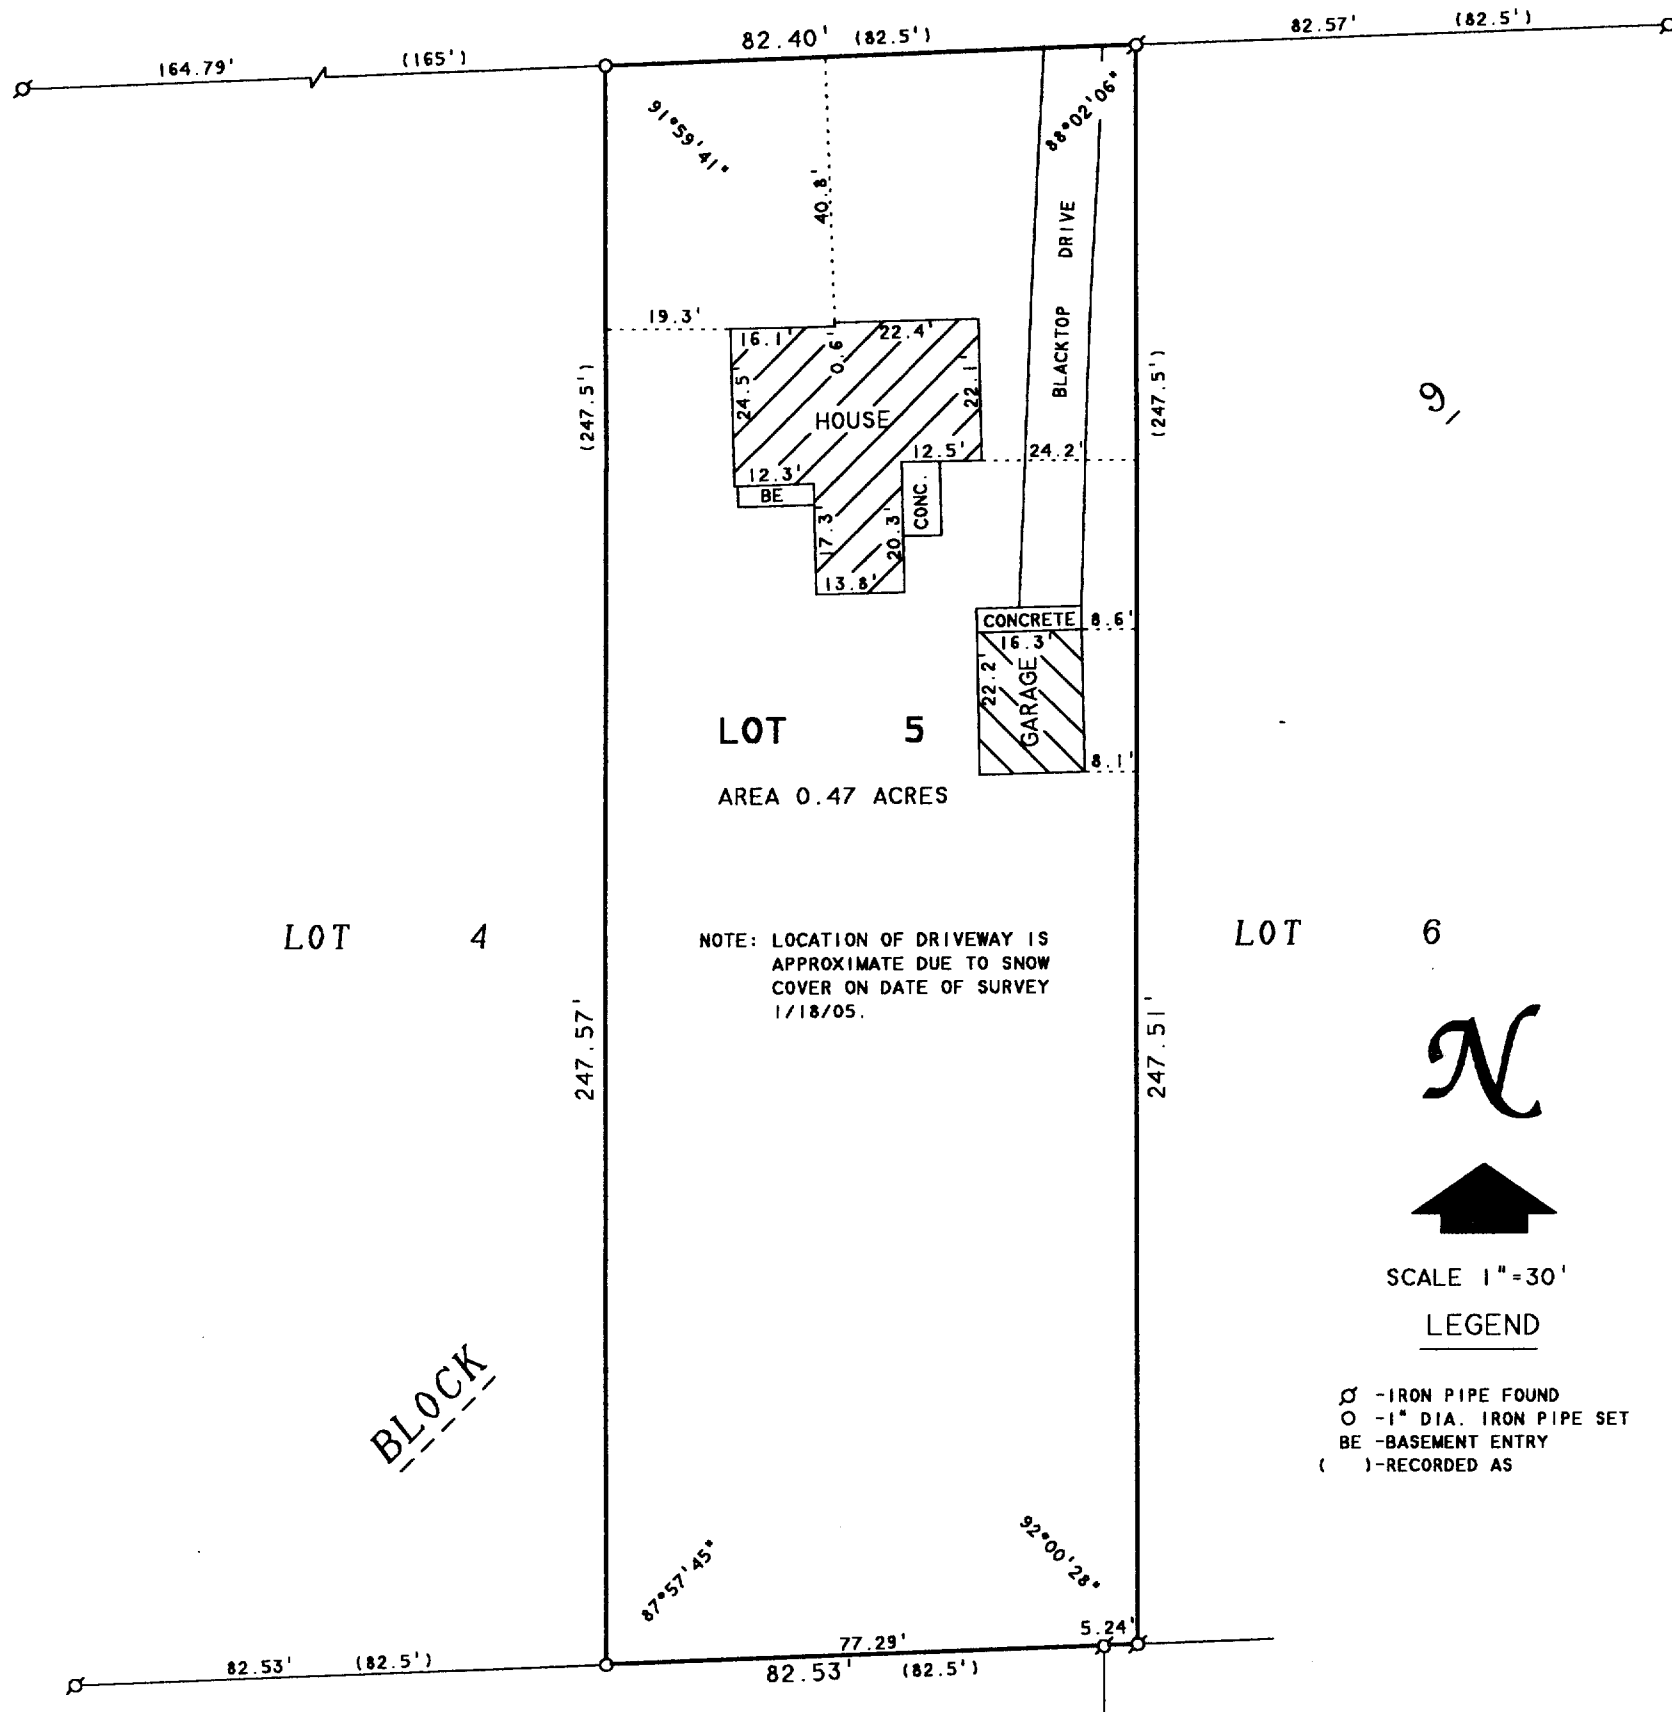 164.79' (165') 82.40' (82.5') 82.57' (82.5')
91°59'41" 88°02'06"
40.8'
BLACKTOP DRIVE
19.3'
16.1' 0.6' 22.4'
(247.5') 24.5' 22.1' (247.5')
HOUSE
12.5' 24.2'
12.3'
BE
CONC.
17.3' 20.3'
13.8'
CONCRETE 8.6'
16.3'
22.2'
GARAGE
8.1'
LOT 5
AREA 0.47 ACRES
LOT 4
LOT 6
NOTE: LOCATION OF DRIVEWAY IS
APPROXIMATE DUE TO SNOW
COVER ON DATE OF SURVEY
1/18/05.
247.57' 247.51'
N
SCALE 1"=30'
LEGEND
-IRON PIPE FOUND
O -1" DIA. IRON PIPE SET
BE -BASEMENT ENTRY
( )-RECORDED AS
BLOCK
87°57'45" 92°00'28"
77.29' 5.24'
82.53' (82.5') 82.53' (82.5')